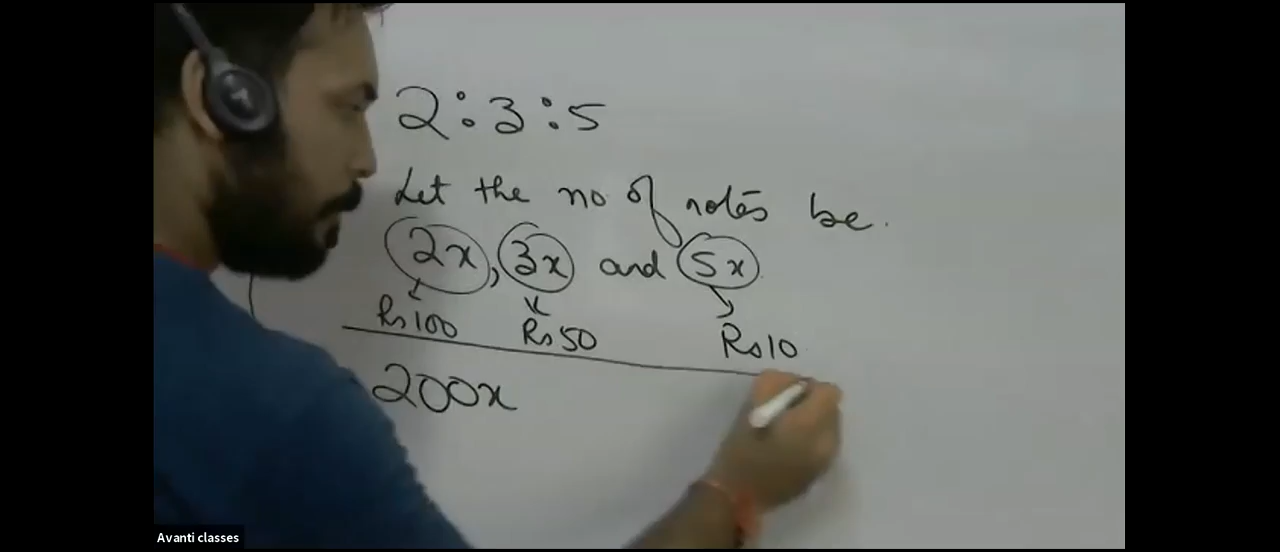 2:3:5
Let the no of notes be.
2x, 3x and 5x
Rs100 Rs50 Rs10
200x
Avanti classes